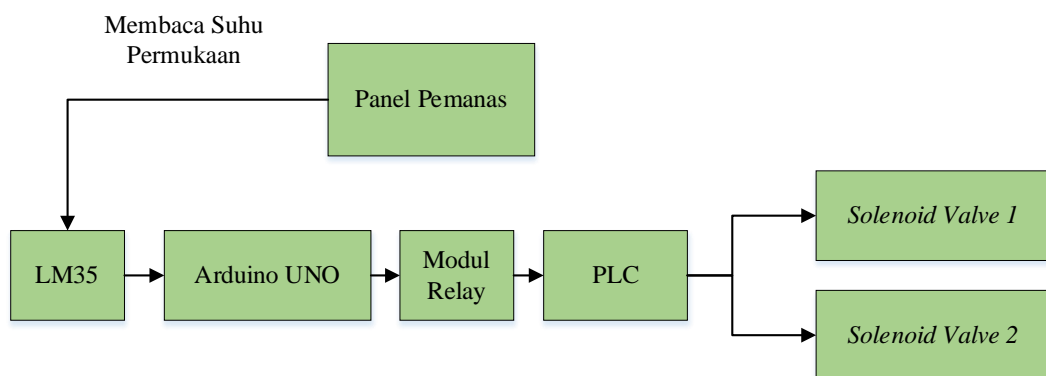 Membaca Suhu
Permukaan
Panel Pemanas
LM35
Arduino UNO
Modul
Relay
PLC
Solenoid Valve 1
Solenoid Valve 2